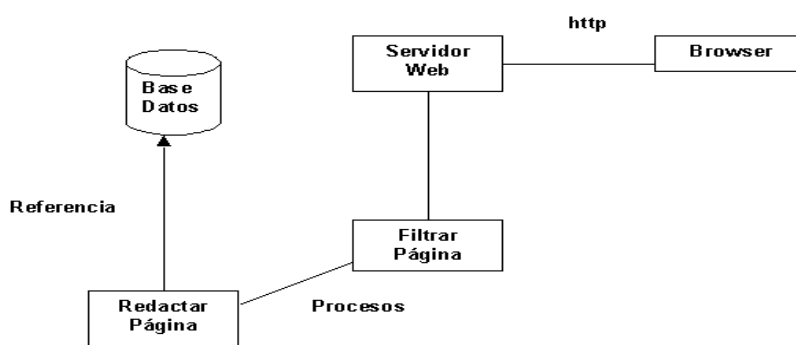 http
Servidor
Web
Browser
Base
Datos
Referencia
Filtrar
Página
Redactar
Página
Procesos